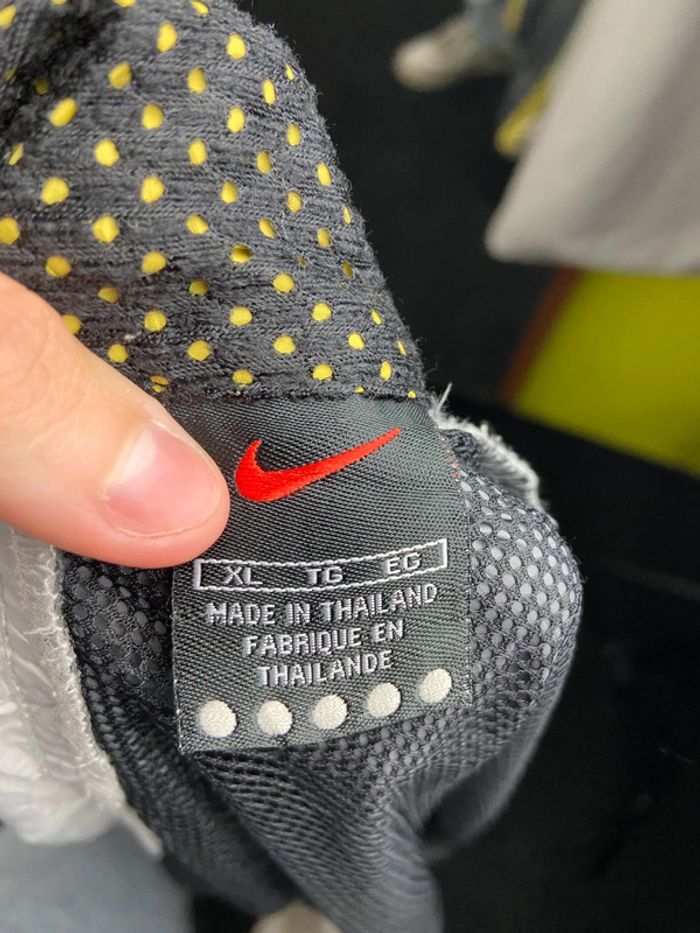 XL TG EG
MADE IN THAILAND
FABRIQUE EN
THAILANDE